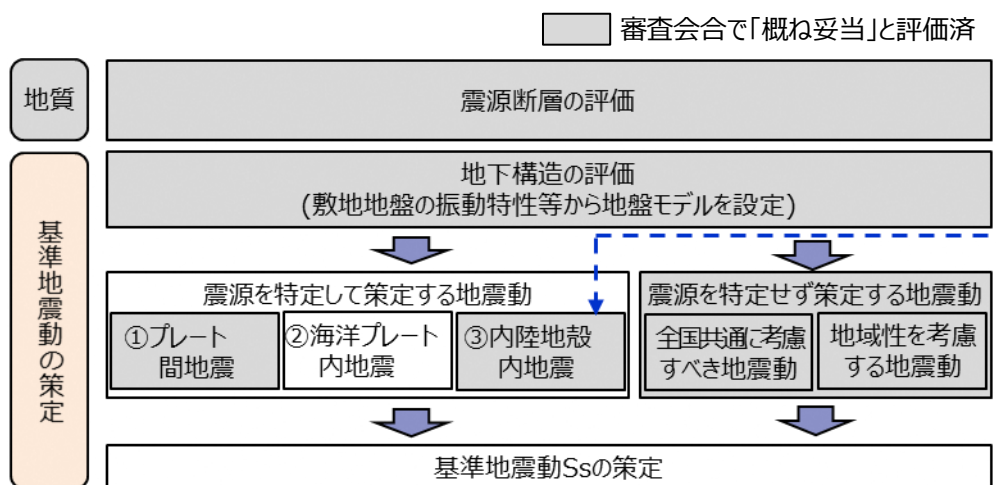 審査会合で「概ね妥当」と評価済
地質
震源断層の評価
基準地震動の策定
地下構造の評価
(敷地地盤の振動特性等から地盤モデルを設定)
震源を特定して策定する地震動
①プレート
間地震
②海洋プレート
内地震
③内陸地殻
内地震
震源を特定せず策定する地震動
全国共通に考慮
すべき地震動
地域性を考慮
する地震動
基準地震動Ssの策定